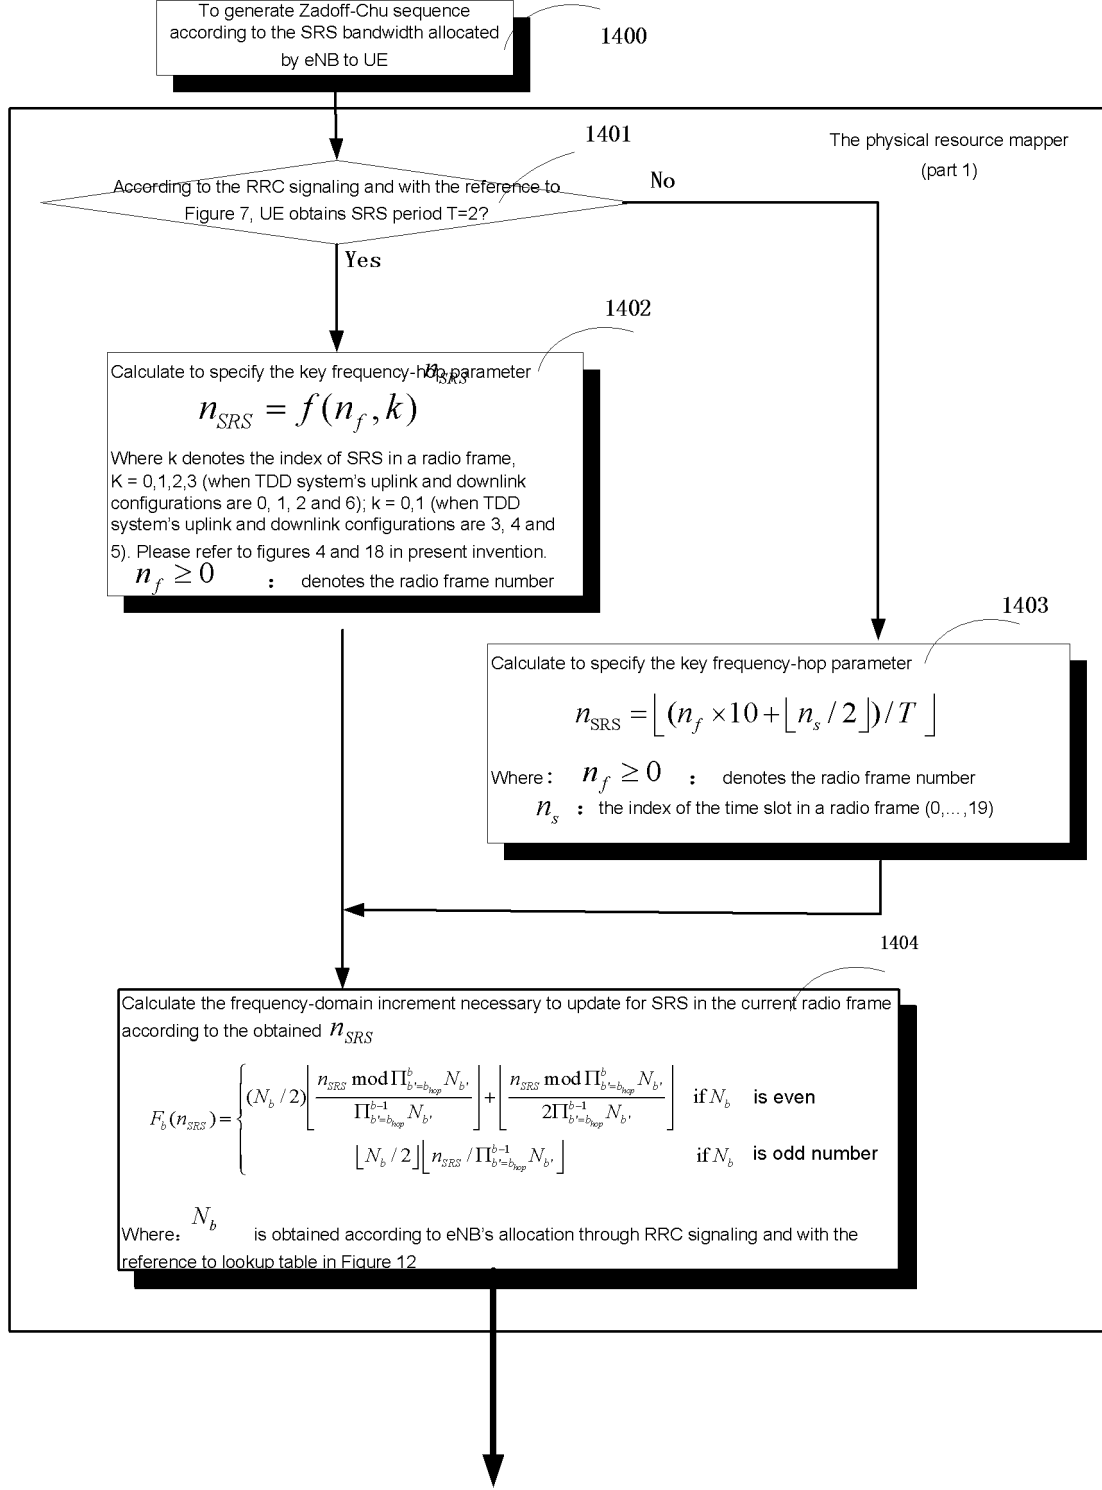 To generate Zadoff-Chu sequence
according to the SRS bandwidth allocated
by eNB to UE
1400
The physical resource mapper
(part 1)
1401
According to the RRC signaling and with the reference to
Figure 7, UE obtains SRS period T=2?
No
Yes
1402
Calculate to specify the key frequency-hop parameter n_SRS
n_SRS = f(n_f, k)
Where k denotes the index of SRS in a radio frame,
K = 0,1,2,3 (when TDD system's uplink and downlink
configurations are 0, 1, 2 and 6); k = 0,1 (when TDD
system's uplink and downlink configurations are 3, 4 and
5). Please refer to figures 4 and 18 in present invention.
n_f ≥ 0 : denotes the radio frame number
1403
Calculate to specify the key frequency-hop parameter
n_SRS = ⌊(n_f ×10+⌊n_s / 2⌋)/ T⌋
Where: n_f ≥ 0 : denotes the radio frame number
n_s : the index of the time slot in a radio frame (0,...,19)
1404
Calculate the frequency-domain increment necessary to update for SRS in the current radio frame
according to the obtained n_SRS
F_b(n_SRS) = { (N_b / 2)⌊(n_SRS mod Π_{b'=b_hop}^{b} N_b') / (Π_{b'=b_hop}^{b-1} N_b')⌋ + ⌊(n_SRS mod Π_{b'=b_hop}^{b} N_b') / (2Π_{b'=b_hop}^{b-1} N_b')⌋ if N_b is even
⌊N_b / 2⌋⌊n_SRS / Π_{b'=b_hop}^{b-1} N_b'⌋ if N_b is odd number
Where: N_b is obtained according to eNB's allocation through RRC signaling and with the
reference to lookup table in Figure 12